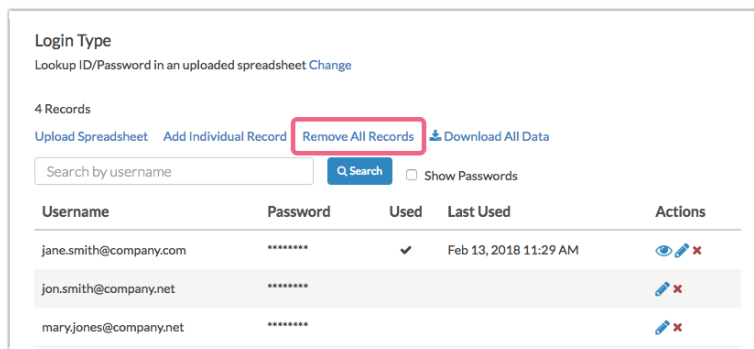 Login Type
Lookup ID/Password in an uploaded spreadsheet Change
4 Records
Upload Spreadsheet Add Individual Record Remove All Records Download All Data
Search by username Search Show Passwords
Username Password Used Last Used Actions
jane.smith@company.com ******** Feb 13, 2018 11:29 AM
jon.smith@company.net ********
mary.jones@company.net ********